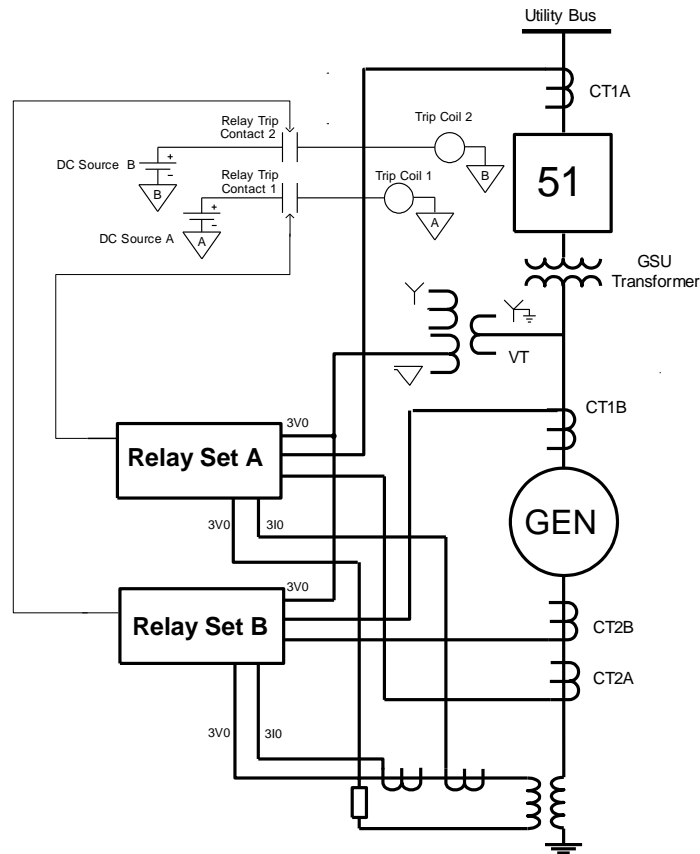 Utility Bus
CT1A
Relay Trip
Contact 2
Trip Coil 2
DC Source B
+
-
B
B
51
Relay Trip
Contact 1
Trip Coil 1
+
-
DC Source A
A
A
GSU
Transformer
VT
CT1B
3V0
Relay Set A
GEN
3V0
3I0
3V0
Relay Set B
CT2B
CT2A
3V0
3I0